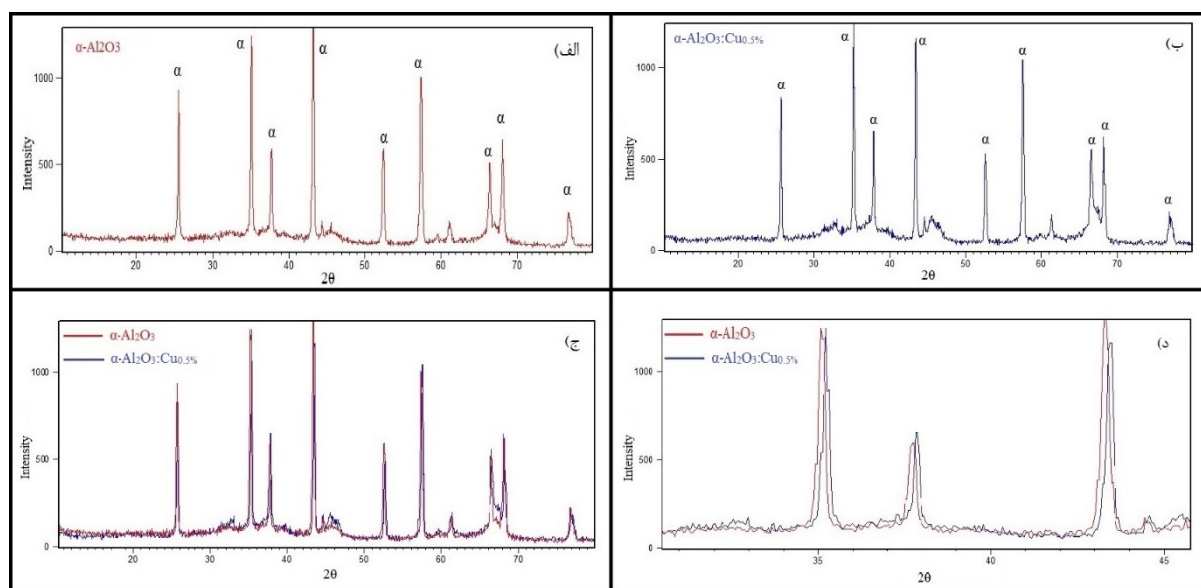 α-Al2O3
الف)
α
α
α
α
α
α
α
α
α
1000
500
0
Intensity
20
30
40
50
60
70
2θ
α-Al₂O₃:Cu₀.₅%
ب)
α
α
α
α
α
α
α
α
α
1000
500
0
Intensity
20
30
40
50
60
70
2θ
α-Al₂O₃
α-Al₂O₃:Cu₀.₅%
ج)
1000
500
0
Intensity
20
30
40
50
60
70
2θ
α-Al₂O₃
α-Al₂O₃:Cu₀.₅%
د)
1000
500
0
Intensity
35
40
45
2θ